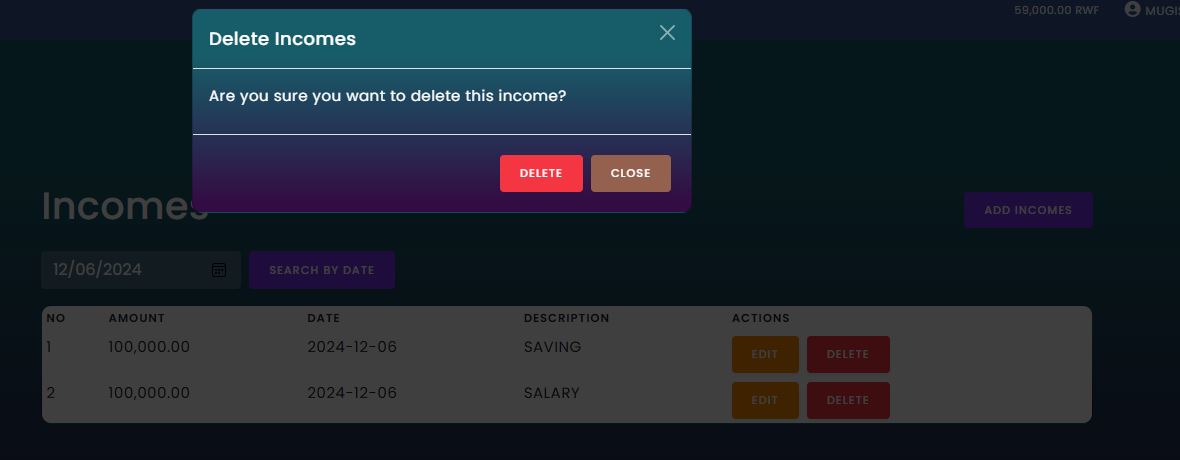 59,000.00 RWF MUGIS
Delete Incomes
Are you sure you want to delete this income?
DELETE CLOSE
Incomes
ADD INCOMES
12/06/2024 SEARCH BY DATE
NO AMOUNT DATE DESCRIPTION ACTIONS
1 100,000.00 2024-12-06 SAVING EDIT DELETE
2 100,000.00 2024-12-06 SALARY EDIT DELETE